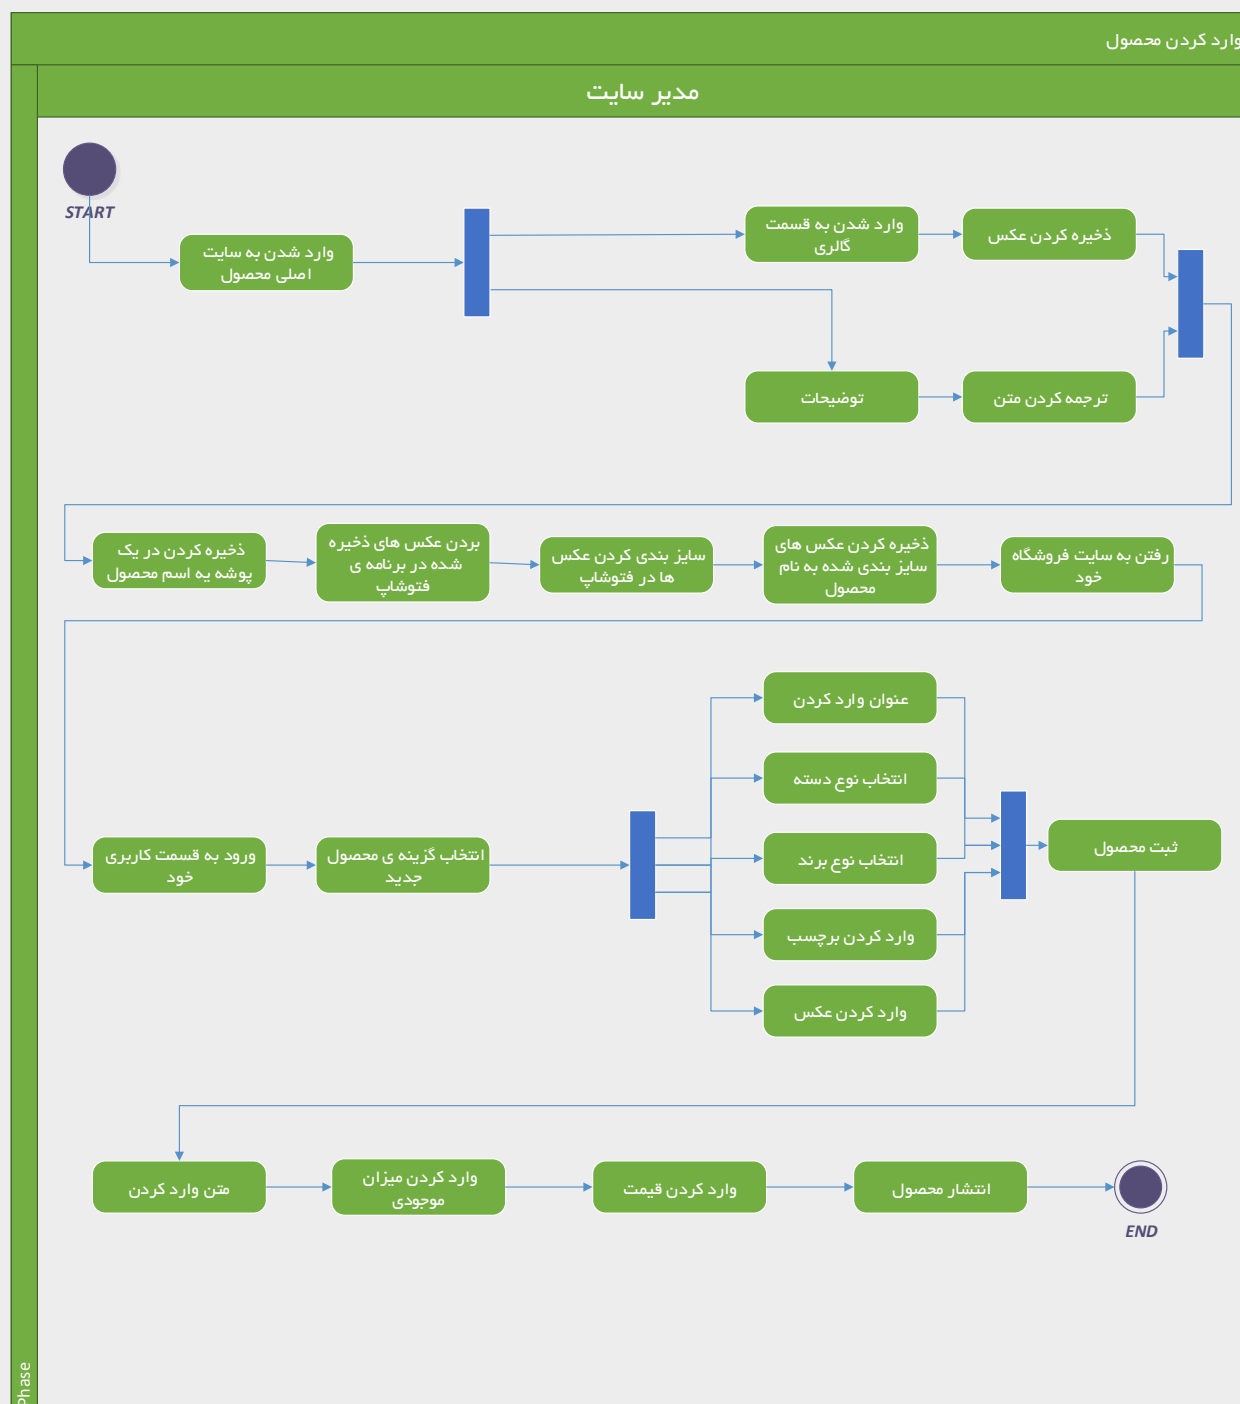 وارد کردن محصول
مدیر سایت
START
وارد شدن به سایت
اصلی محصول
وارد شدن به قسمت
گالری
ذخیره کردن عکس
توضیحات
ترجمه کردن متن
ذخیره کردن در یک
پوشه یه اسم محصول
بردن عکس های ذخیره
شده در برنامه ی
فتوشاپ
سایز بندی کردن عکس
ها در فتوشاپ
ذخیره کردن عکس های
سایز بندی شده به نام
محصول
رفتن به سایت فروشگاه
خود
عنوان وارد کردن
انتخاب نوع دسته
انتخاب نوع برند
وارد کردن برچسب
وارد کردن عکس
ورود به قسمت کاربری
خود
انتخاب گزینه ی محصول
جدید
ثبت محصول
متن وارد کردن
وارد کردن میزان
موجودی
وارد کردن قیمت
انتشار محصول
END
Phase